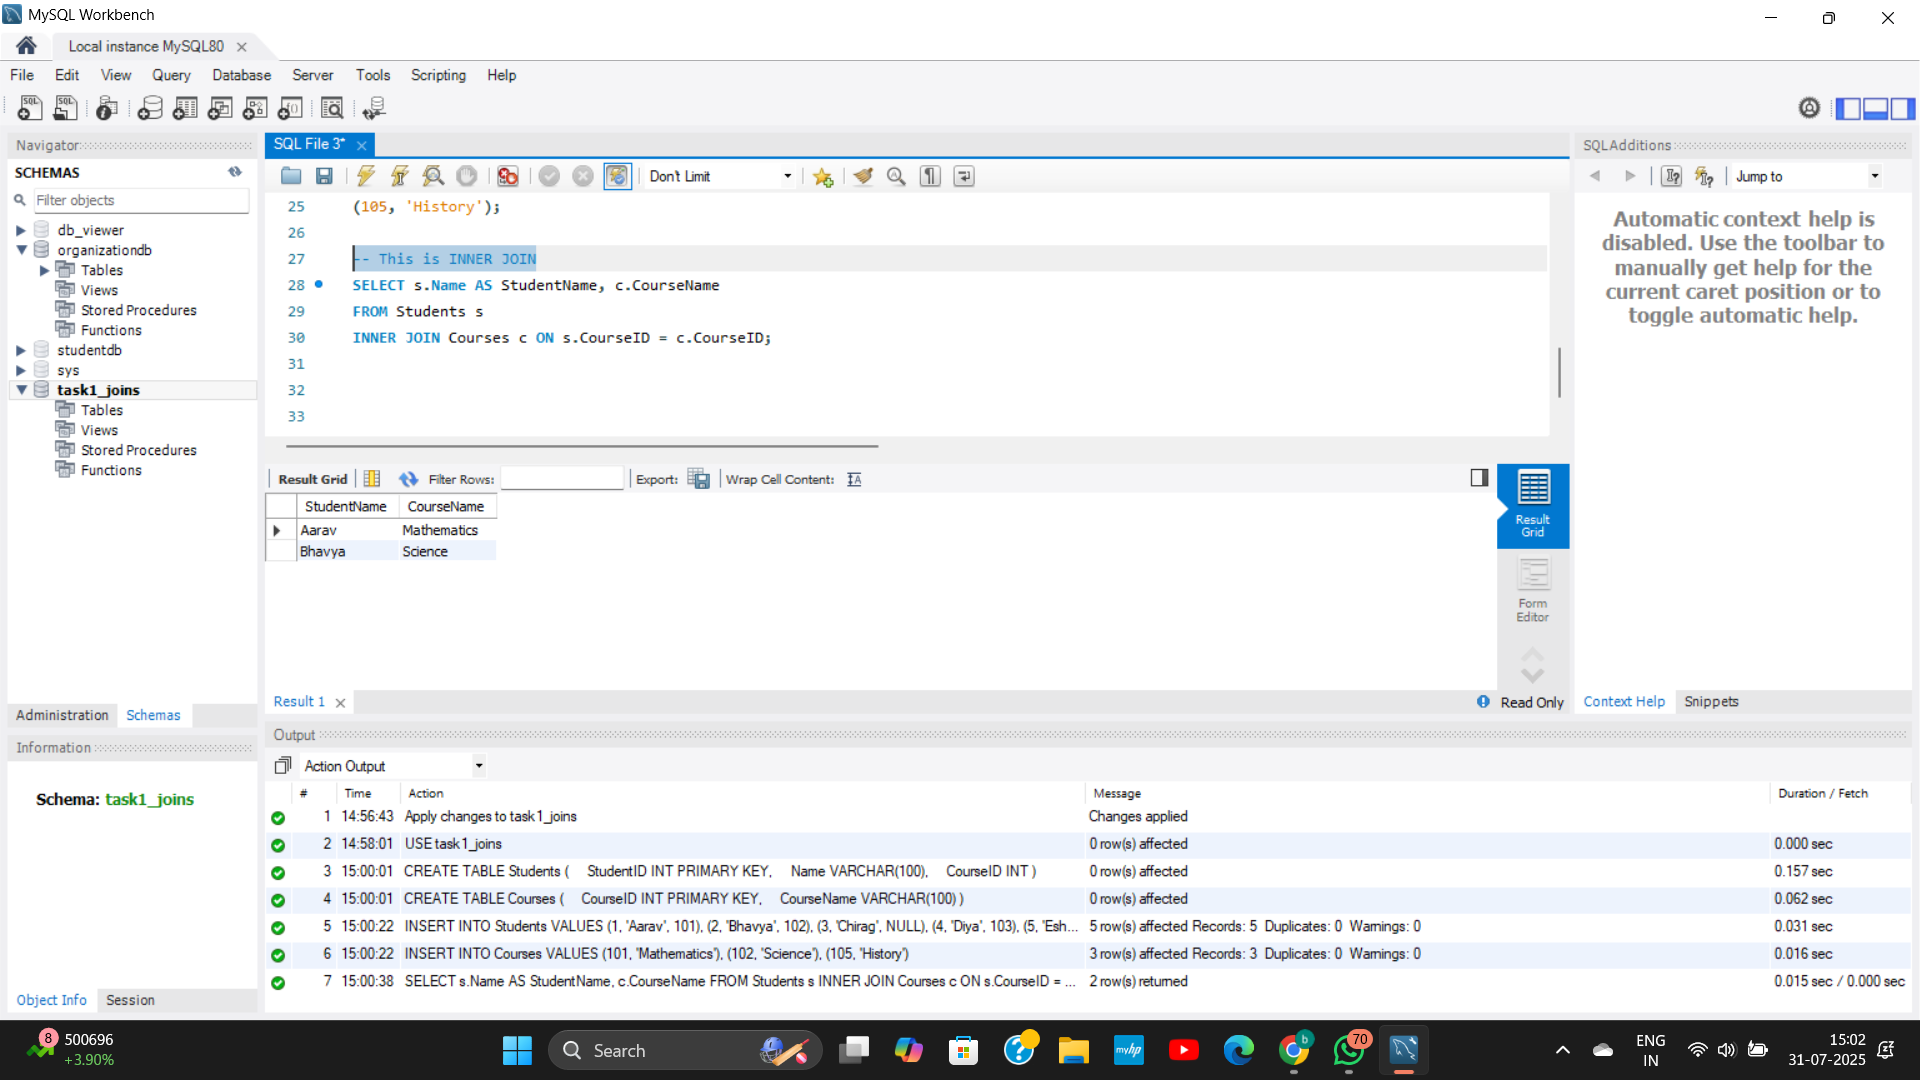 MySQL Workbench
Local instance MySQL80
File Edit View Query Database Server Tools Scripting Help
Navigator
SCHEMAS
Filter objects
db_viewer
organizationdb
Tables
Views
Stored Procedures
Functions
studentdb
sys
task1_joins
Tables
Views
Stored Procedures
Functions
Administration Schemas
Information
Schema: task1_joins
Object Info Session
SQL File 3*
Don't Limit
25 (105, 'History');
26
27 -- This is INNER JOIN
28 SELECT s.Name AS StudentName, c.CourseName
29 FROM Students s
30 INNER JOIN Courses c ON s.CourseID = c.CourseID;
31
32
33
Result Grid Filter Rows: Export: Wrap Cell Content:
StudentName CourseName
Aarav Mathematics
Bhavya Science
Result
Grid
Form
Editor
Result 1 Read Only
SQLAdditions
Jump to
Automatic context help is
disabled. Use the toolbar to
manually get help for the
current caret position or to
toggle automatic help.
Context Help Snippets
Output
Action Output
# Time Action Message Duration / Fetch
1 14:56:43 Apply changes to task1_joins Changes applied
2 14:58:01 USE task1_joins 0 row(s) affected 0.000 sec
3 15:00:01 CREATE TABLE Students ( StudentID INT PRIMARY KEY, Name VARCHAR(100), CourseID INT ) 0 row(s) affected 0.157 sec
4 15:00:01 CREATE TABLE Courses ( CourseID INT PRIMARY KEY, CourseName VARCHAR(100) ) 0 row(s) affected 0.062 sec
5 15:00:22 INSERT INTO Students VALUES (1, 'Aarav', 101), (2, 'Bhavya', 102), (3, 'Chirag', NULL), (4, 'Diya', 103), (5, 'Esh... 5 row(s) affected Records: 5 Duplicates: 0 Warnings: 0 0.031 sec
6 15:00:22 INSERT INTO Courses VALUES (101, 'Mathematics'), (102, 'Science'), (105, 'History') 3 row(s) affected Records: 3 Duplicates: 0 Warnings: 0 0.016 sec
7 15:00:38 SELECT s.Name AS StudentName, c.CourseName FROM Students s INNER JOIN Courses c ON s.CourseID = ... 2 row(s) returned 0.015 sec / 0.000 sec
8 500696
+3.90%
Search
myhp
b
70
ENG
IN
15:02
31-07-2025